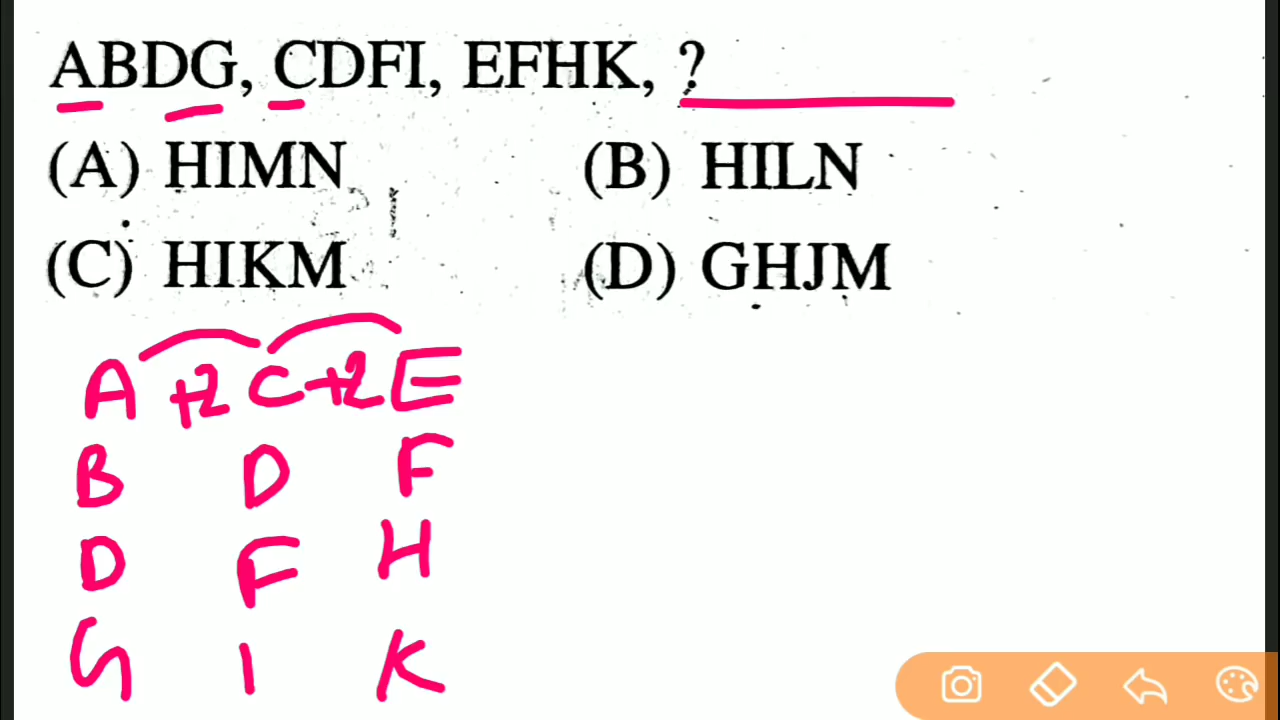 ABDG, CDFI, EFHK, ?
(A) HIMN (B) HILN
(C) HIKM (D) GHJM
A +2 C +2 E
B D F
D F H
G I K